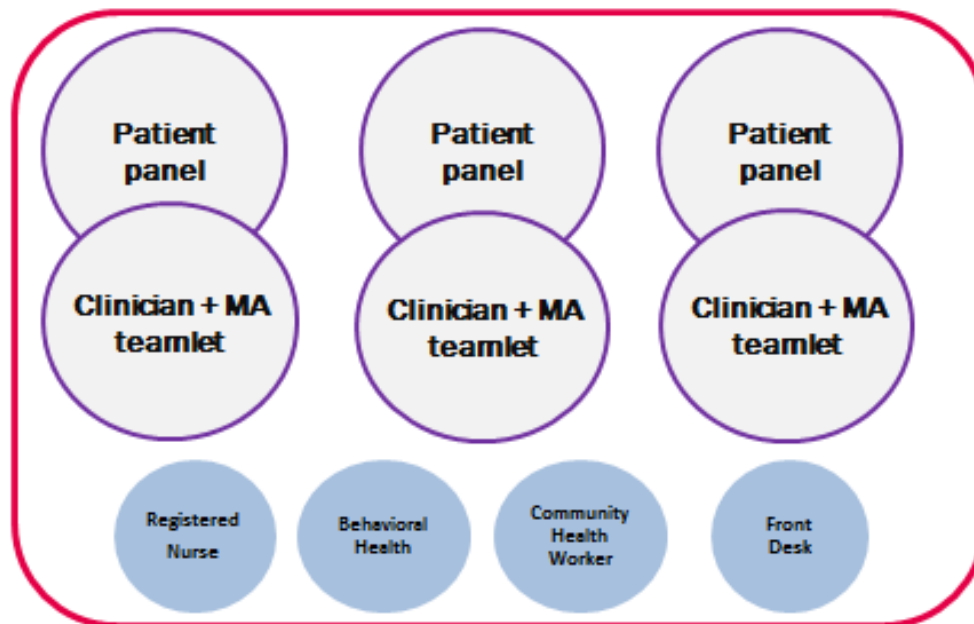 Patient
panel
Patient
panel
Patient
panel
Clinician + MA
teamlet
Clinician + MA
teamlet
Clinician + MA
teamlet
Registered
Nurse
Behavioral
Health
Community
Health
Worker
Front
Desk